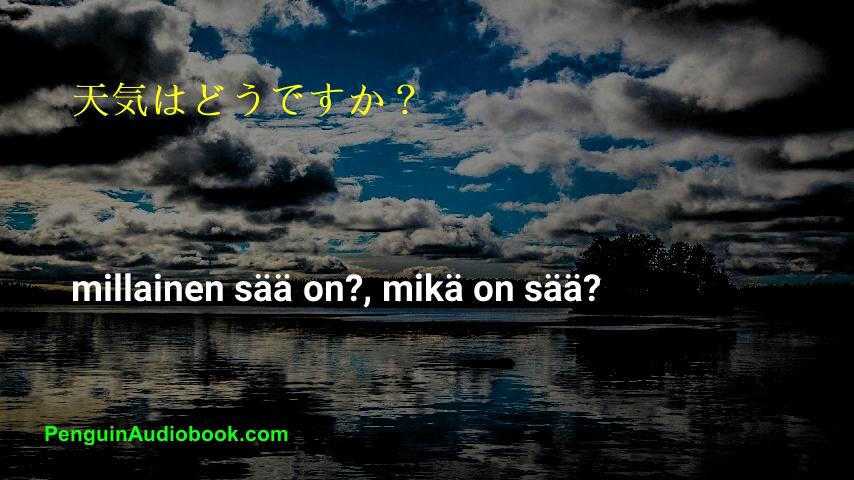 天気はどうですか？
millainen sää on?, mikä on sää?
PenguinAudiobook.com